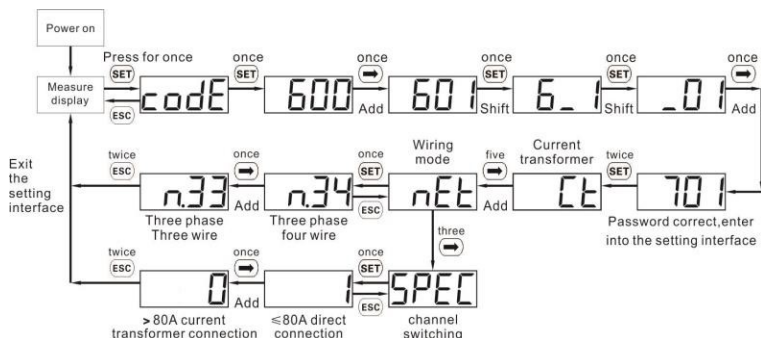 Power on
Press for once
once
once
once
once
once
SET
SET
➡
SET
SET
➡
Measure
display
codE
600
601
6_1
_01
ESC
Add
Shift
Shift
Add
Exit
the
setting
interface
twice
once
Wiring
mode
once
five
Current
transformer
twice
ESC
➡
SET
➡
SET
n.33
n.34
nEt
Ct
701
Add
ESC
Add
Three phase
Three wire
Three phase
four wire
Password correct,enter
into the setting interface
three
➡
twice
once
once
ESC
➡
SET
0
1
SPEC
Add
ESC
>80A current
transformer connection
≤80A direct
connection
channel
switching